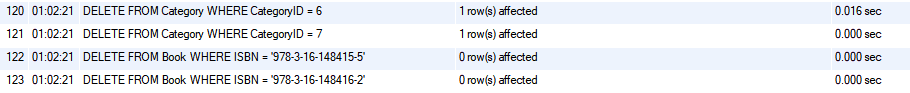 120 01:02:21 DELETE FROM Category WHERE CategoryID = 6 1 row(s) affected 0.016 sec
121 01:02:21 DELETE FROM Category WHERE CategoryID = 7 1 row(s) affected 0.000 sec
122 01:02:21 DELETE FROM Book WHERE ISBN = '978-3-16-148415-5' 0 row(s) affected 0.000 sec
123 01:02:21 DELETE FROM Book WHERE ISBN = '978-3-16-148416-2' 0 row(s) affected 0.000 sec